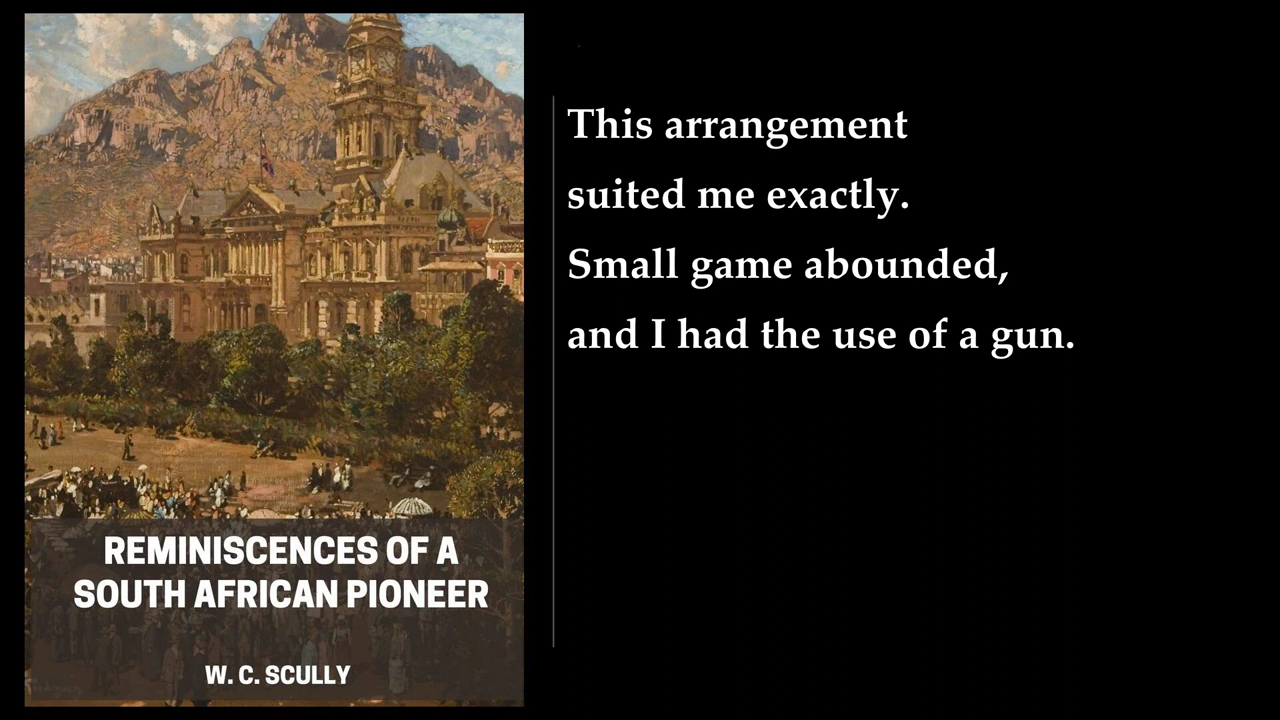 This arrangement
suited me exactly.
Small game abounded,
and I had the use of a gun.
REMINISCENCES OF A
SOUTH AFRICAN PIONEER
W. C. SCULLY